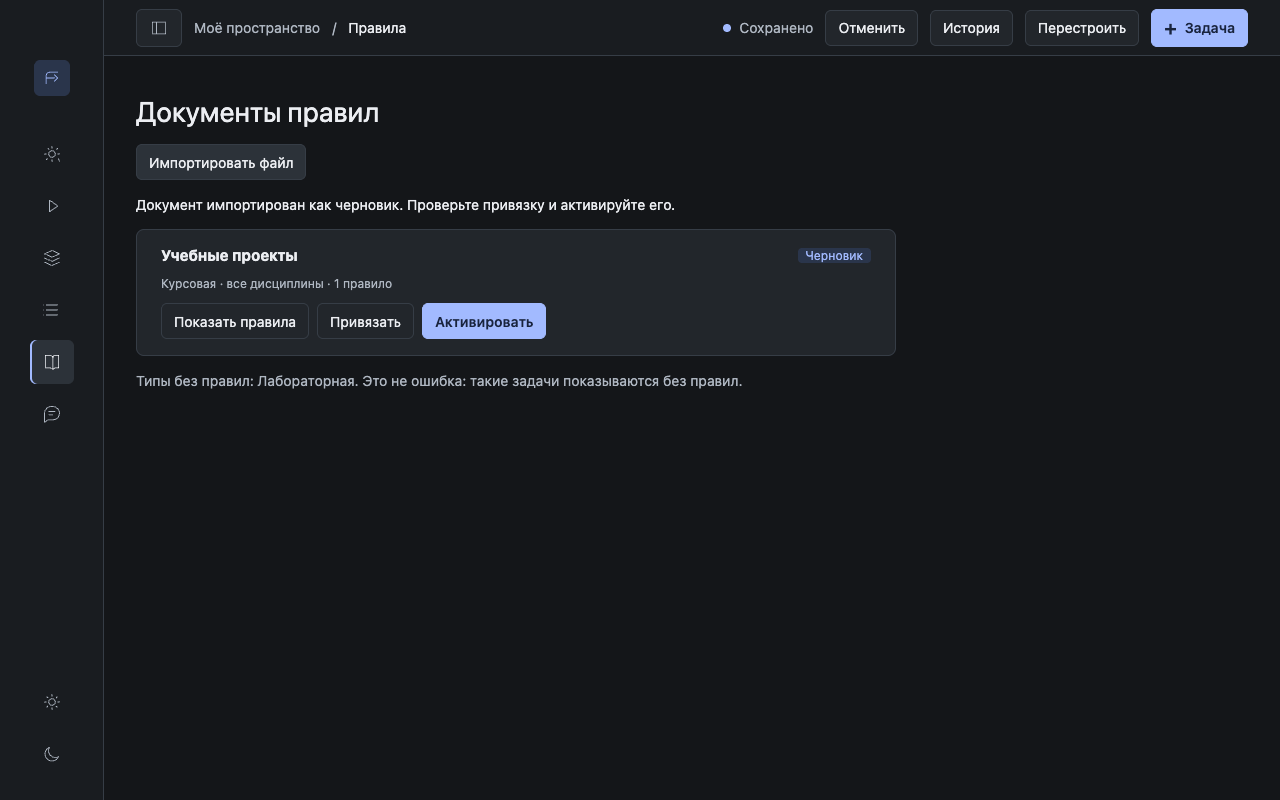 Моё пространство / Правила
Сохранено
Отменить
История
Перестроить
+ Задача
Документы правил
Импортировать файл
Документ импортирован как черновик. Проверьте привязку и активируйте его.
Учебные проекты
Черновик
Курсовая · все дисциплины · 1 правило
Показать правила
Привязать
Активировать
Типы без правил: Лабораторная. Это не ошибка: такие задачи показываются без правил.